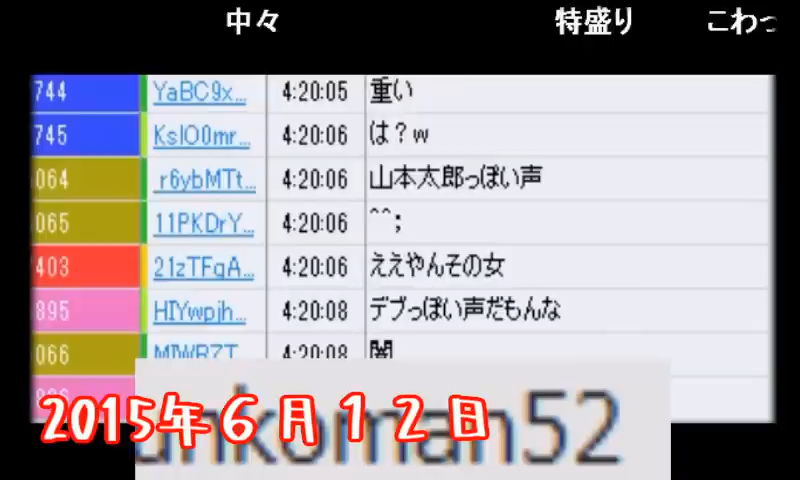 中々 特盛り こわっ
744 YaBC9x... 4:20:05 重い
745 KslO0mr... 4:20:06 は？w
064 _r6ybMTt... 4:20:06 山本太郎っぽい声
065 11PKDrY... 4:20:06 ^^;
403 21zTFqA... 4:20:06 ええやんその女
895 HIYwpjh... 4:20:08 デブっぽい声だもんな
066 4:20:08 闇
2015年６月１２日
unkoman52